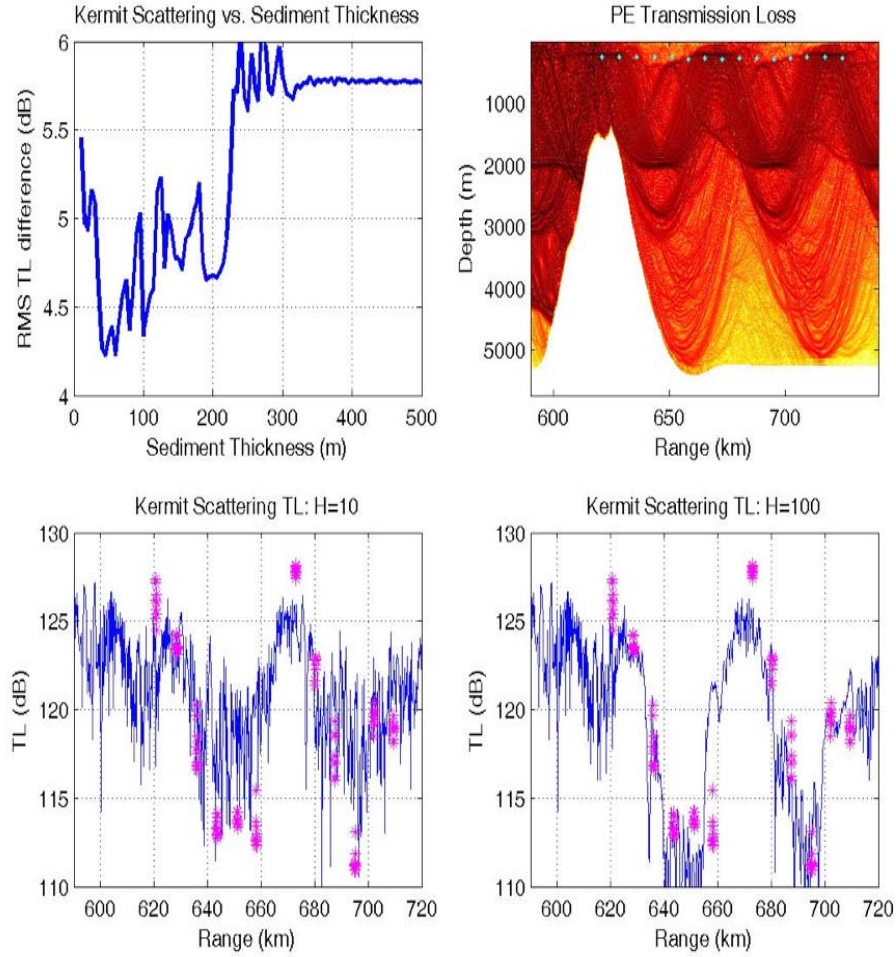 Kermit Scattering vs. Sediment Thickness
RMS TL difference (dB)
6
5.5
5
4.5
4
0 100 200 300 400 500
Sediment Thickness (m)
PE Transmission Loss
Depth (m)
1000
2000
3000
4000
5000
600 650 700
Range (km)
Kermit Scattering TL: H=10
TL (dB)
130
125
120
115
110
600 620 640 660 680 700 720
Range (km)
Kermit Scattering TL: H=100
TL (dB)
130
125
120
115
110
600 620 640 660 680 700 720
Range (km)